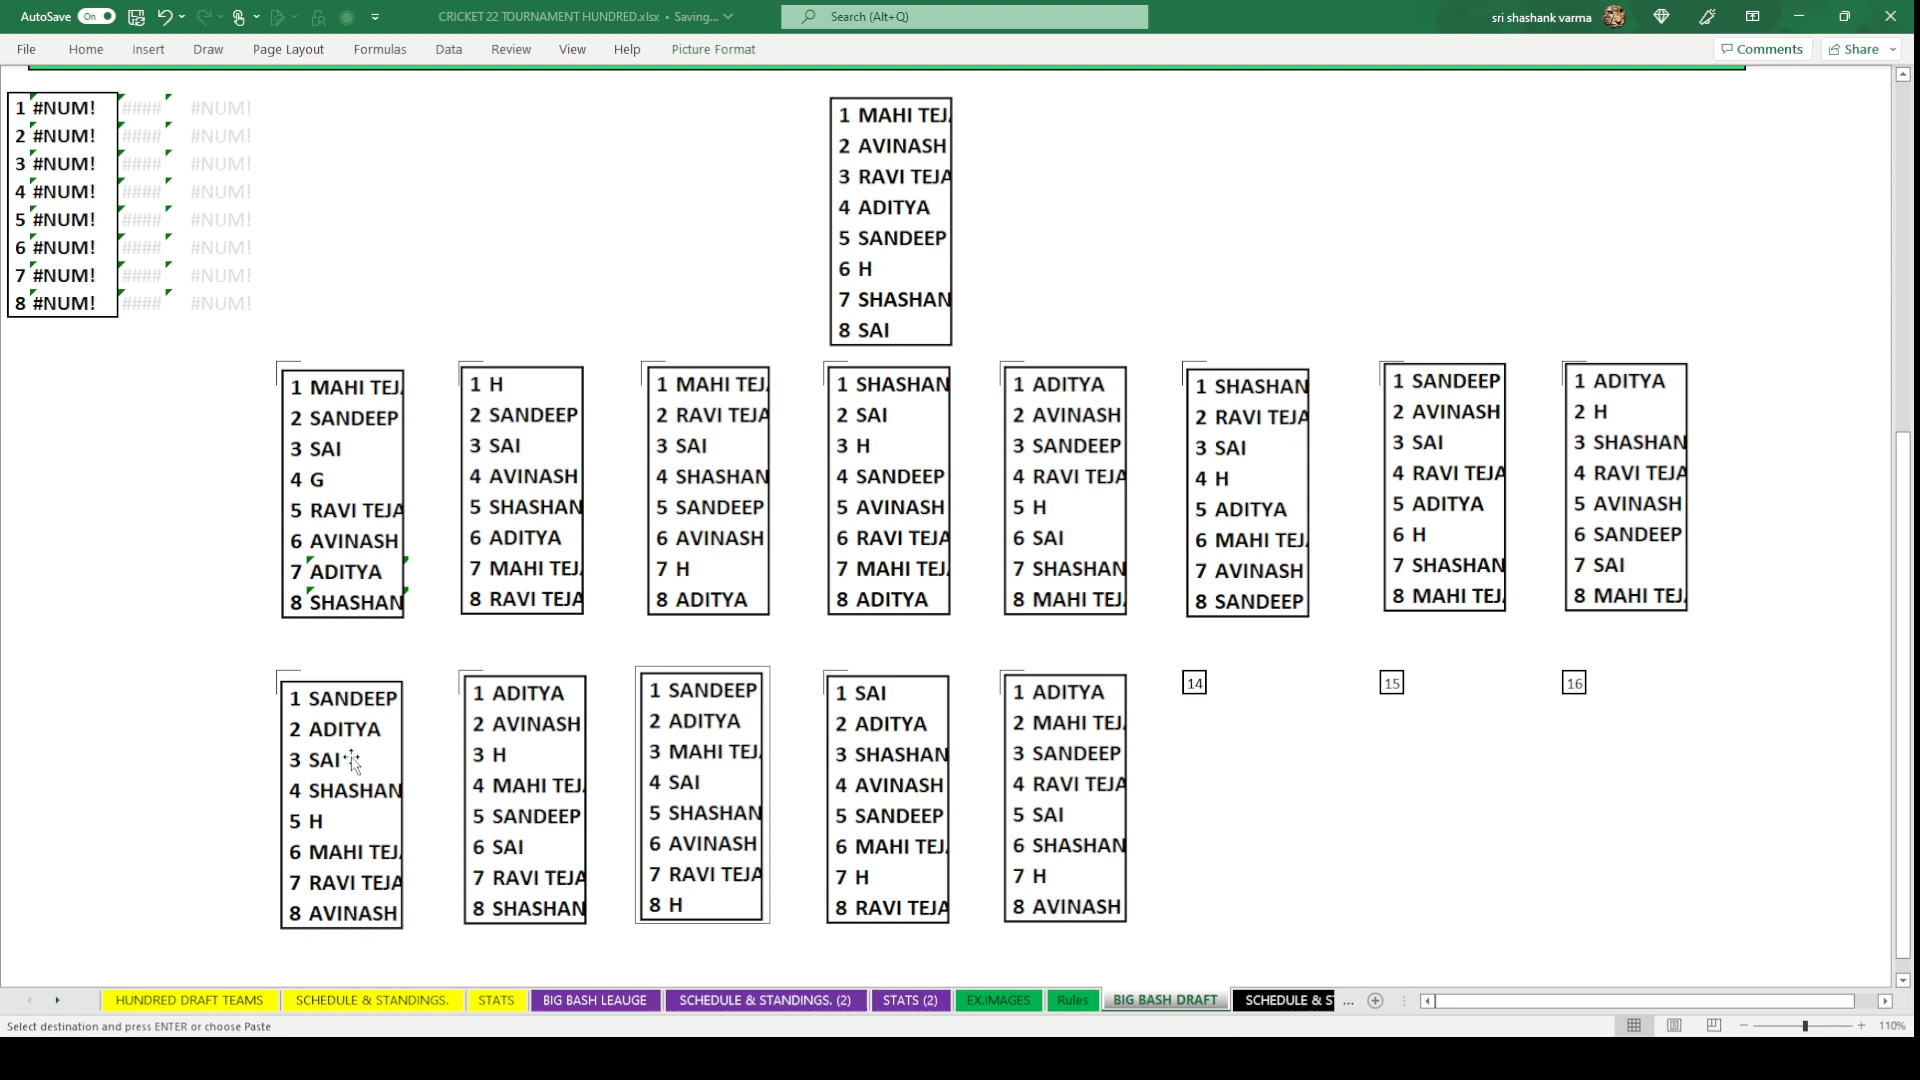 AutoSave On CRICKET 22 TOURNAMENT HUNDRED.xlsx • Saving... Search (Alt+Q) sri shashank varma
File Home Insert Draw Page Layout Formulas Data Review View Help Picture Format Comments Share
1 #NUM! #### #NUM!
2 #NUM! #### #NUM!
3 #NUM! #### #NUM!
4 #NUM! #### #NUM!
5 #NUM! #### #NUM!
6 #NUM! #### #NUM!
7 #NUM! #### #NUM!
8 #NUM! #### #NUM!
1 MAHI TEJ
2 AVINASH
3 RAVI TEJA
4 ADITYA
5 SANDEEP
6 H
7 SHASHAN
8 SAI
1 MAHI TEJ
2 SANDEEP
3 SAI
4 G
5 RAVI TEJA
6 AVINASH
7 ADITYA
8 SHASHAN
1 H
2 SANDEEP
3 SAI
4 AVINASH
5 SHASHAN
6 ADITYA
7 MAHI TEJ
8 RAVI TEJA
1 MAHI TEJ
2 RAVI TEJA
3 SAI
4 SHASHAN
5 SANDEEP
6 AVINASH
7 H
8 ADITYA
1 SHASHAN
2 SAI
3 H
4 SANDEEP
5 AVINASH
6 RAVI TEJA
7 MAHI TEJ
8 ADITYA
1 ADITYA
2 AVINASH
3 SANDEEP
4 RAVI TEJA
5 H
6 SAI
7 SHASHAN
8 MAHI TEJ
1 SHASHAN
2 RAVI TEJA
3 SAI
4 H
5 ADITYA
6 MAHI TEJ
7 AVINASH
8 SANDEEP
1 SANDEEP
2 AVINASH
3 SAI
4 RAVI TEJA
5 ADITYA
6 H
7 SHASHAN
8 MAHI TEJ
1 ADITYA
2 H
3 SHASHAN
4 RAVI TEJA
5 AVINASH
6 SANDEEP
7 SAI
8 MAHI TEJ
1 SANDEEP
2 ADITYA
3 SAI
4 SHASHAN
5 H
6 MAHI TEJ
7 RAVI TEJA
8 AVINASH
1 ADITYA
2 AVINASH
3 H
4 MAHI TEJ
5 SANDEEP
6 SAI
7 RAVI TEJA
8 SHASHAN
1 SANDEEP
2 ADITYA
3 MAHI TEJ
4 SAI
5 SHASHAN
6 AVINASH
7 RAVI TEJA
8 H
1 SAI
2 ADITYA
3 SHASHAN
4 AVINASH
5 SANDEEP
6 MAHI TEJ
7 H
8 RAVI TEJA
1 ADITYA
2 MAHI TEJ
3 SANDEEP
4 RAVI TEJA
5 SAI
6 SHASHAN
7 H
8 AVINASH
14
15
16
HUNDRED DRAFT TEAMS SCHEDULE & STANDINGS. STATS BIG BASH LEAUGE SCHEDULE & STANDINGS. (2) STATS (2) EX.IMAGES Rules BIG BASH DRAFT SCHEDULE & ST ...
Select destination and press ENTER or choose Paste 110%